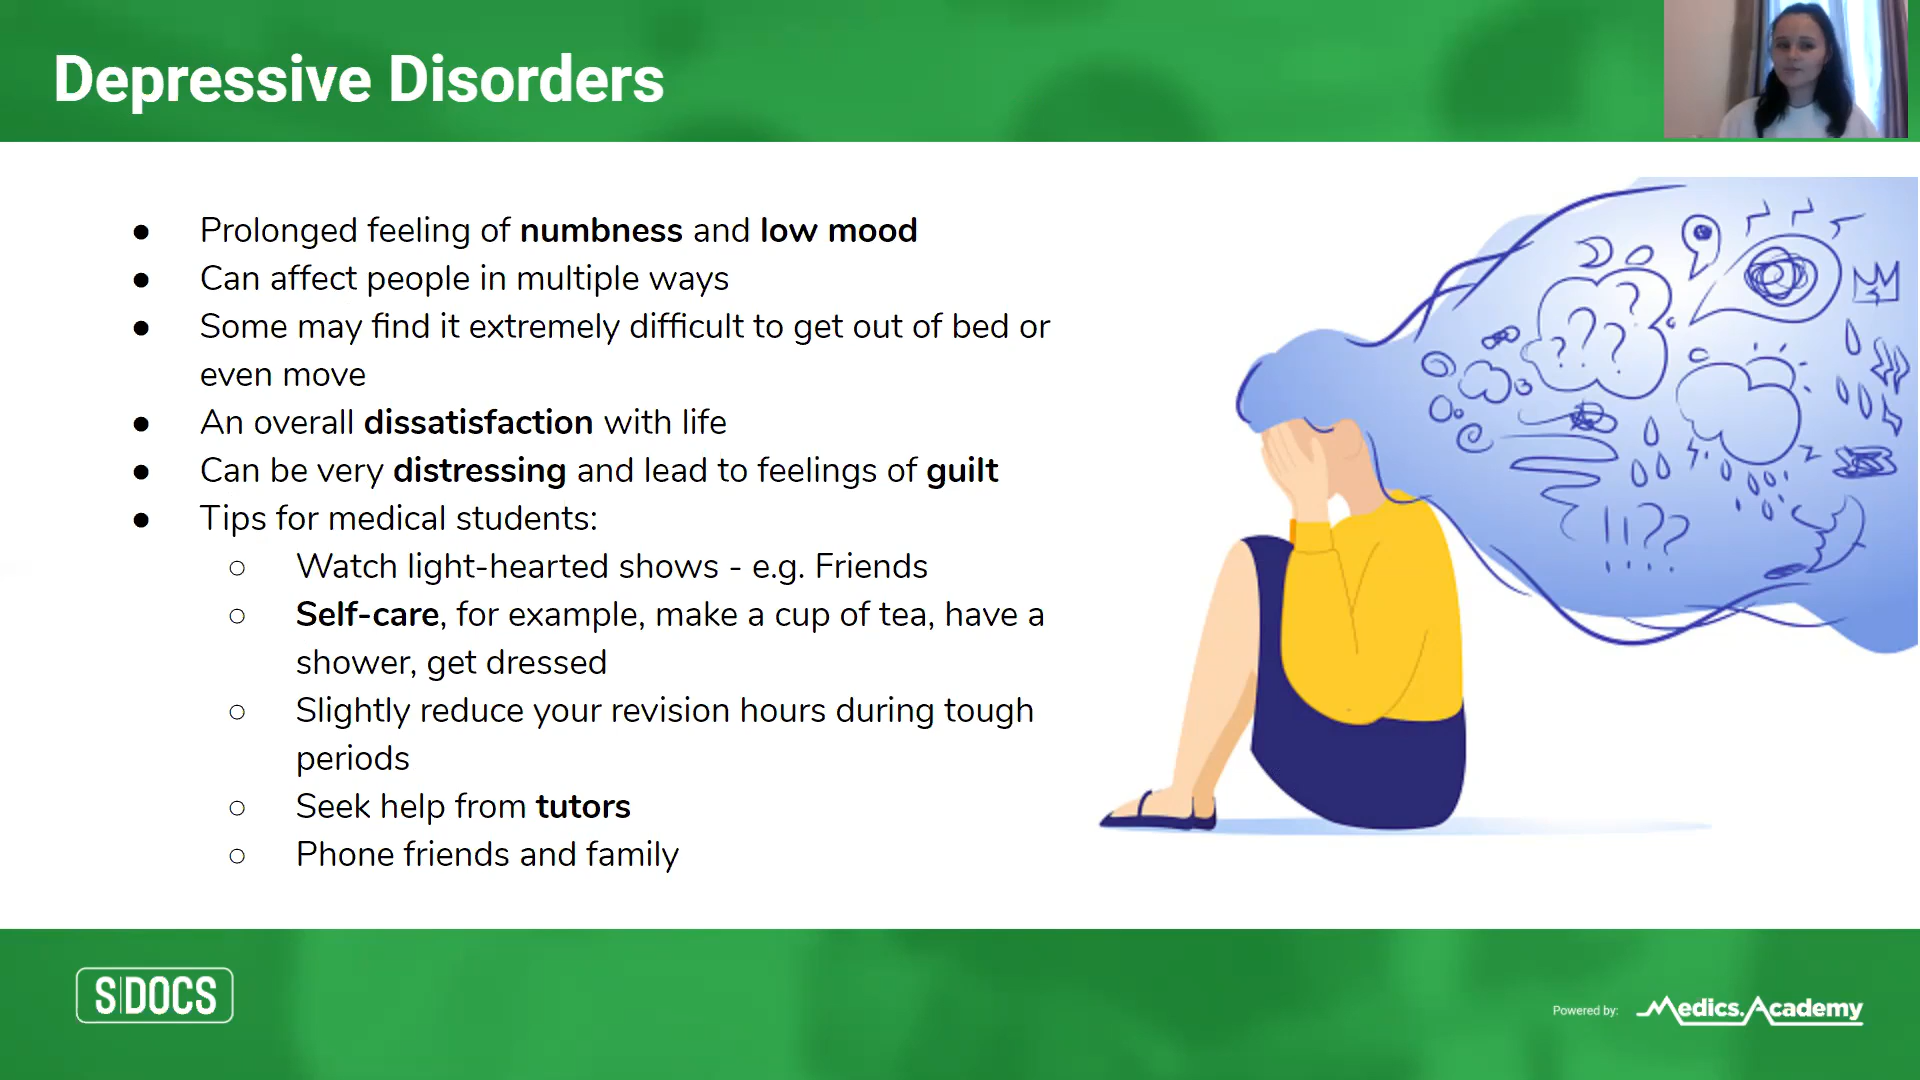 Depressive Disorders
● Prolonged feeling of numbness and low mood
● Can affect people in multiple ways
● Some may find it extremely difficult to get out of bed or
even move
● An overall dissatisfaction with life
● Can be very distressing and lead to feelings of guilt
● Tips for medical students:
○ Watch light-hearted shows - e.g. Friends
○ Self-care, for example, make a cup of tea, have a
shower, get dressed
○ Slightly reduce your revision hours during tough
periods
○ Seek help from tutors
○ Phone friends and family
???
? ? ?
!!??
S|DOCS
Powered by: Medics.Academy